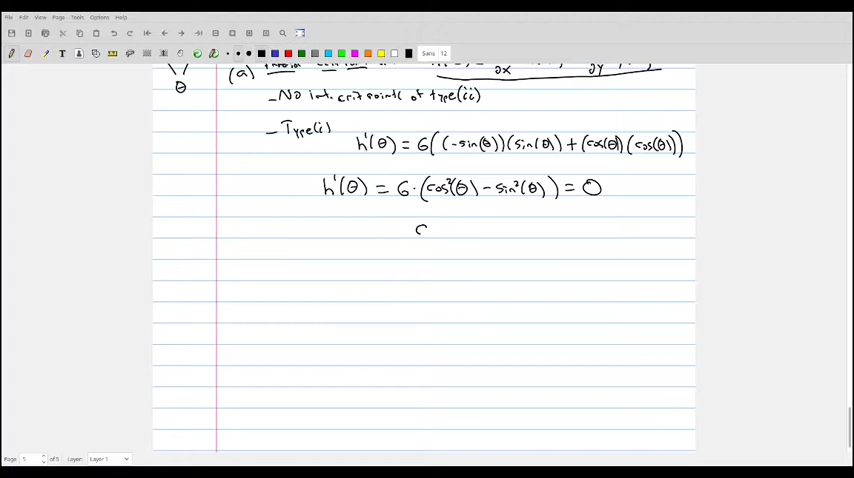 File Edit View Page Tools Options Help
Sans 12
(a)
θ
∂x ∂y
- No int. crit points of type (ii)
- Type (i)
h'(θ) = 6((-sin(θ))(sin(θ) + (cos(θ)(cos(θ))
h'(θ) = 6·(cos²(θ) - sin²(θ)) = 0
C
Page 5 of 5 Layer: Layer 1